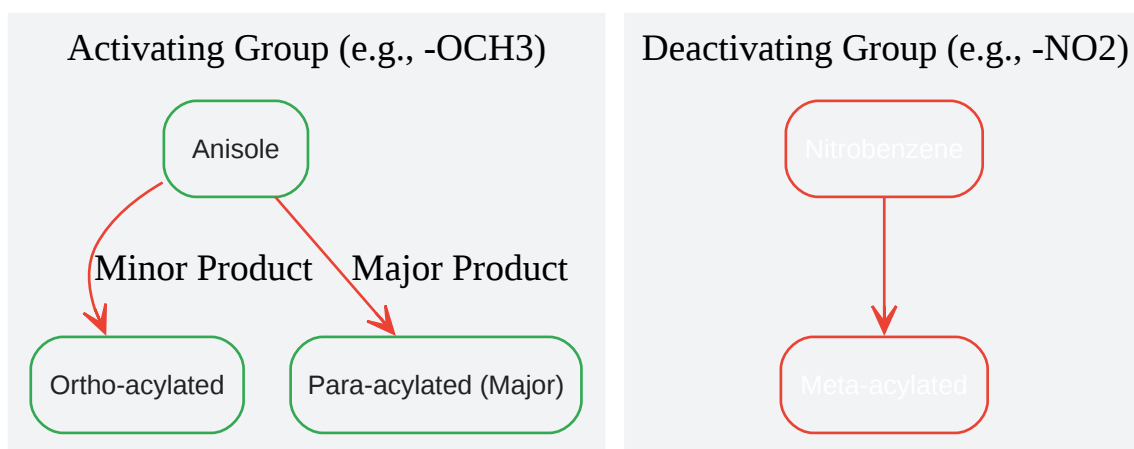 Activating Group (e.g., -OCH3)
Anisole
Minor Product
Major Product
Ortho-acylated
Para-acylated (Major)
Deactivating Group (e.g., -NO2)
Nitrobenzene
Meta-acylated